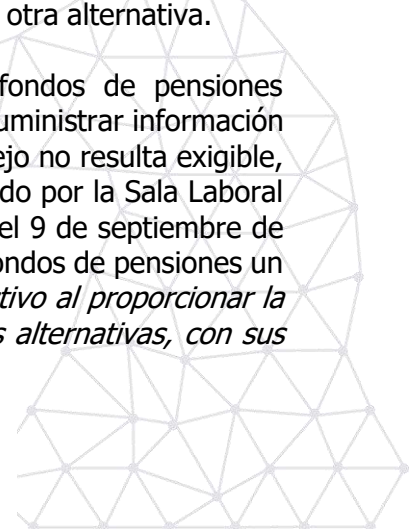 otra alternativa.
fondos de pensiones
uministrar información
ejo no resulta exigible,
do por la Sala Laboral
el 9 de septiembre de
ondos de pensiones un
ctivo al proporcionar la
s alternativas, con sus